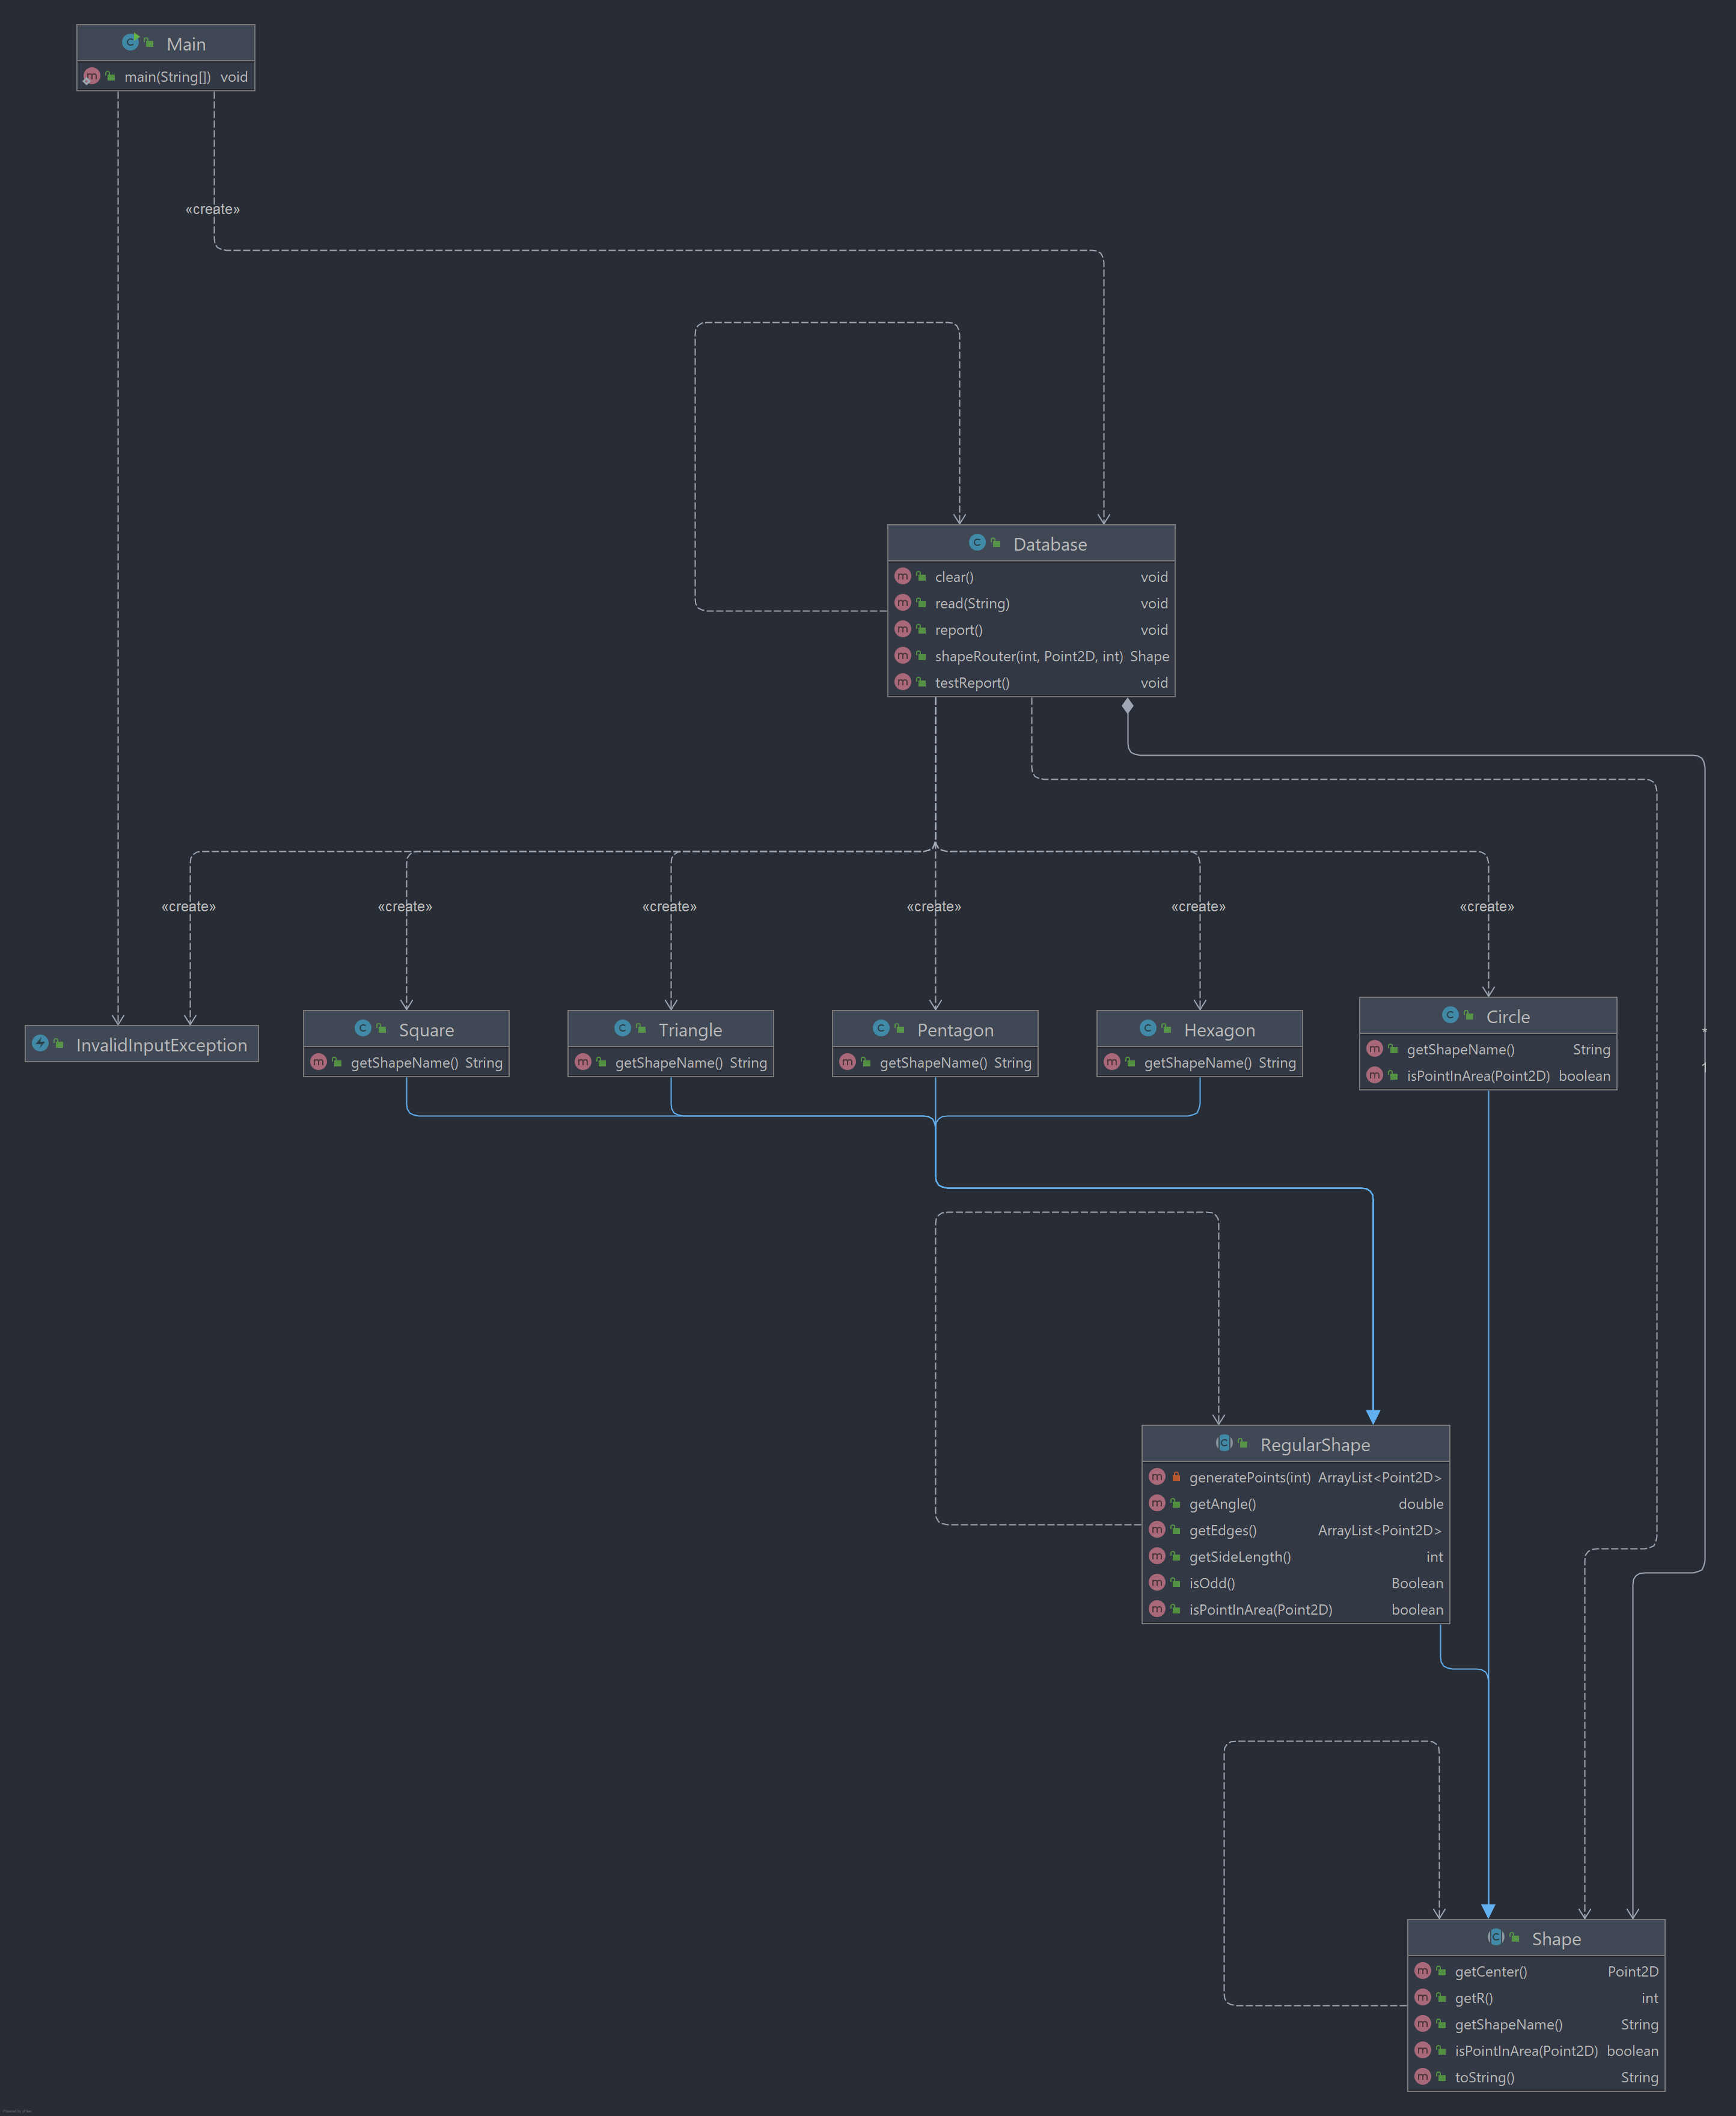 Main
main(String[]) void
«create»
Database
clear() void
read(String) void
report() void
shapeRouter(int, Point2D, int) Shape
testReport() void
«create» «create» «create» «create» «create» «create»
InvalidInputException
Square
getShapeName() String
Triangle
getShapeName() String
Pentagon
getShapeName() String
Hexagon
getShapeName() String
Circle
getShapeName() String
isPointInArea(Point2D) boolean
*
1
RegularShape
generatePoints(int) ArrayList<Point2D>
getAngle() double
getEdges() ArrayList<Point2D>
getSideLength() int
isOdd() Boolean
isPointInArea(Point2D) boolean
Shape
getCenter() Point2D
getR() int
getShapeName() String
isPointInArea(Point2D) boolean
toString() String